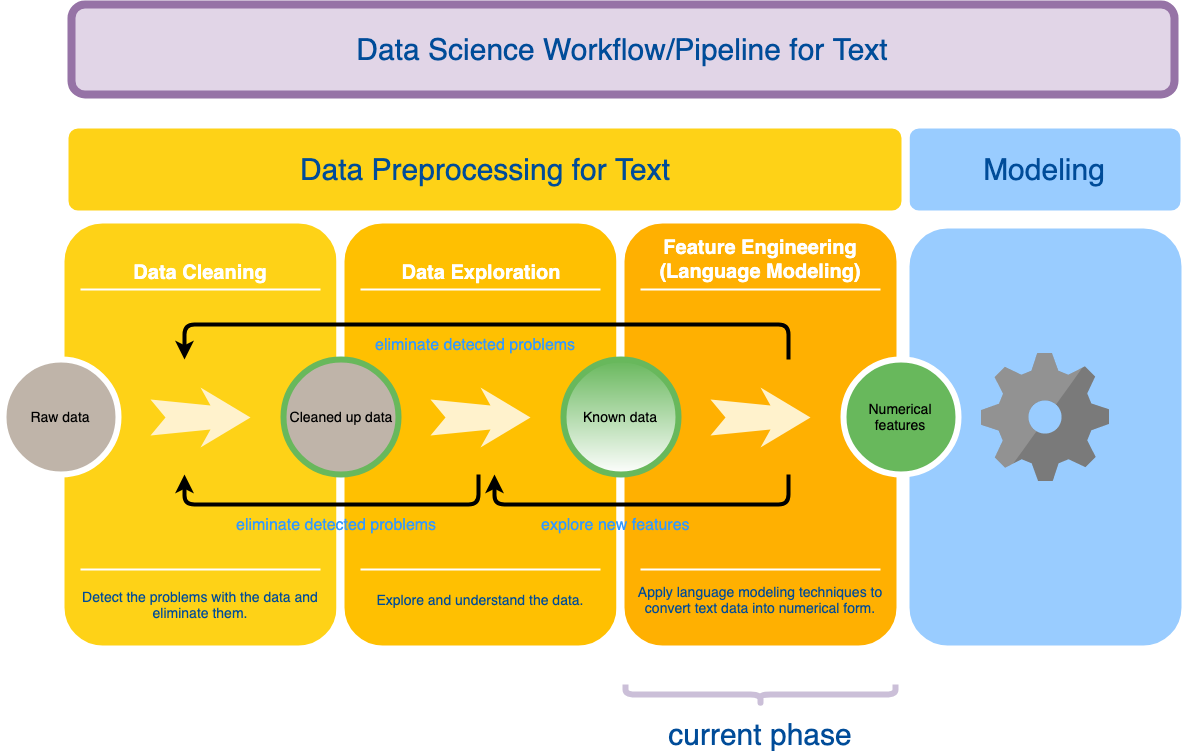 Data Science Workflow/Pipeline for Text
Data Preprocessing for Text
Modeling
Data Cleaning
Data Exploration
Feature Engineering
(Language Modeling)
eliminate detected problems
Raw data
Cleaned up data
Known data
Numerical
features
eliminate detected problems
explore new features
Detect the problems with the data and
eliminate them.
Explore and understand the data.
Apply language modeling techniques to
convert text data into numerical form.
current phase